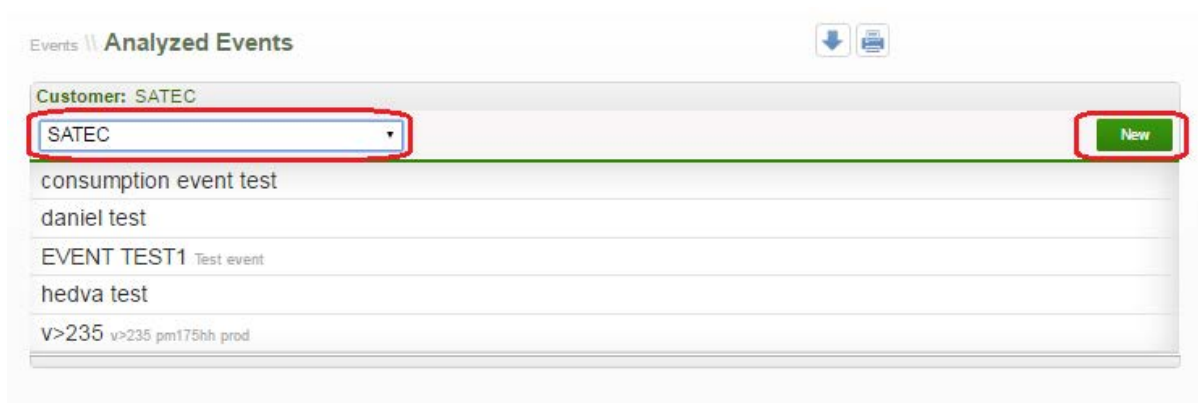 Events \\ Analyzed Events
Customer: SATEC
SATEC
New
consumption event test
daniel test
EVENT TEST1 Test event
hedva test
v>235 v>235 pm175hh prod